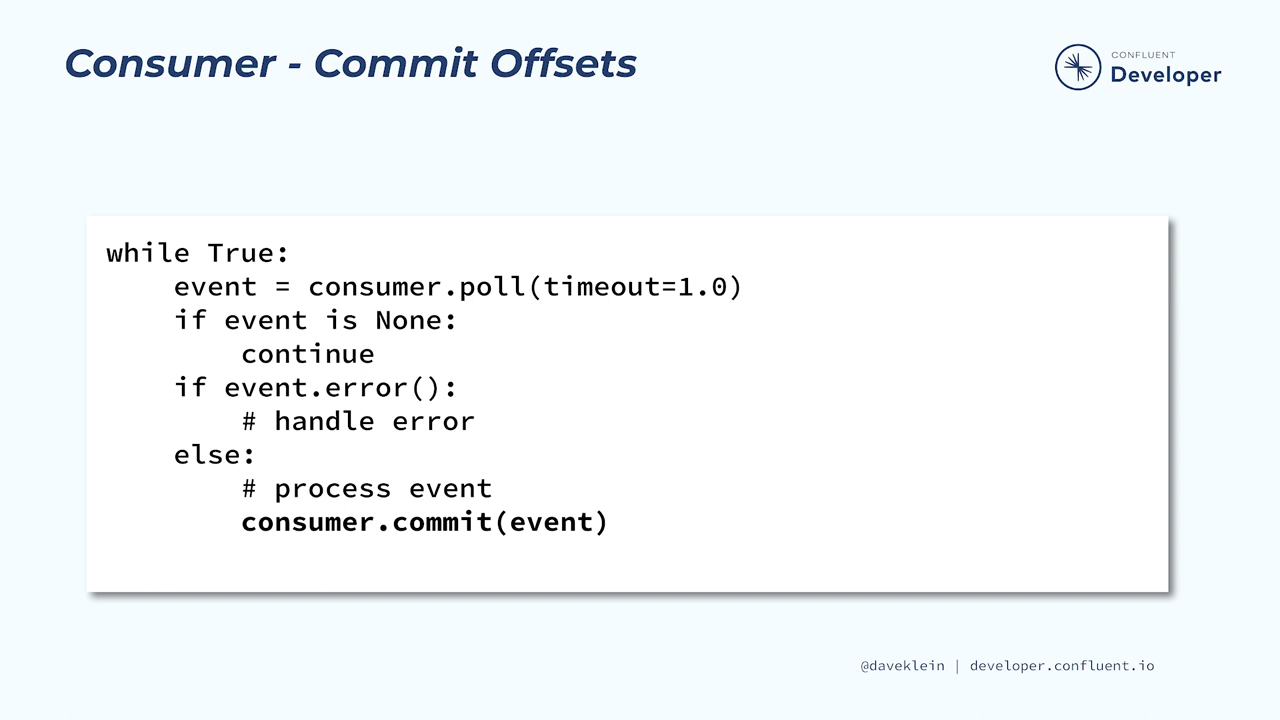 Consumer - Commit Offsets
CONFLUENT
Developer
while True:
    event = consumer.poll(timeout=1.0)
    if event is None:
        continue
    if event.error():
        # handle error
    else:
        # process event
        consumer.commit(event)
@daveklein | developer.confluent.io